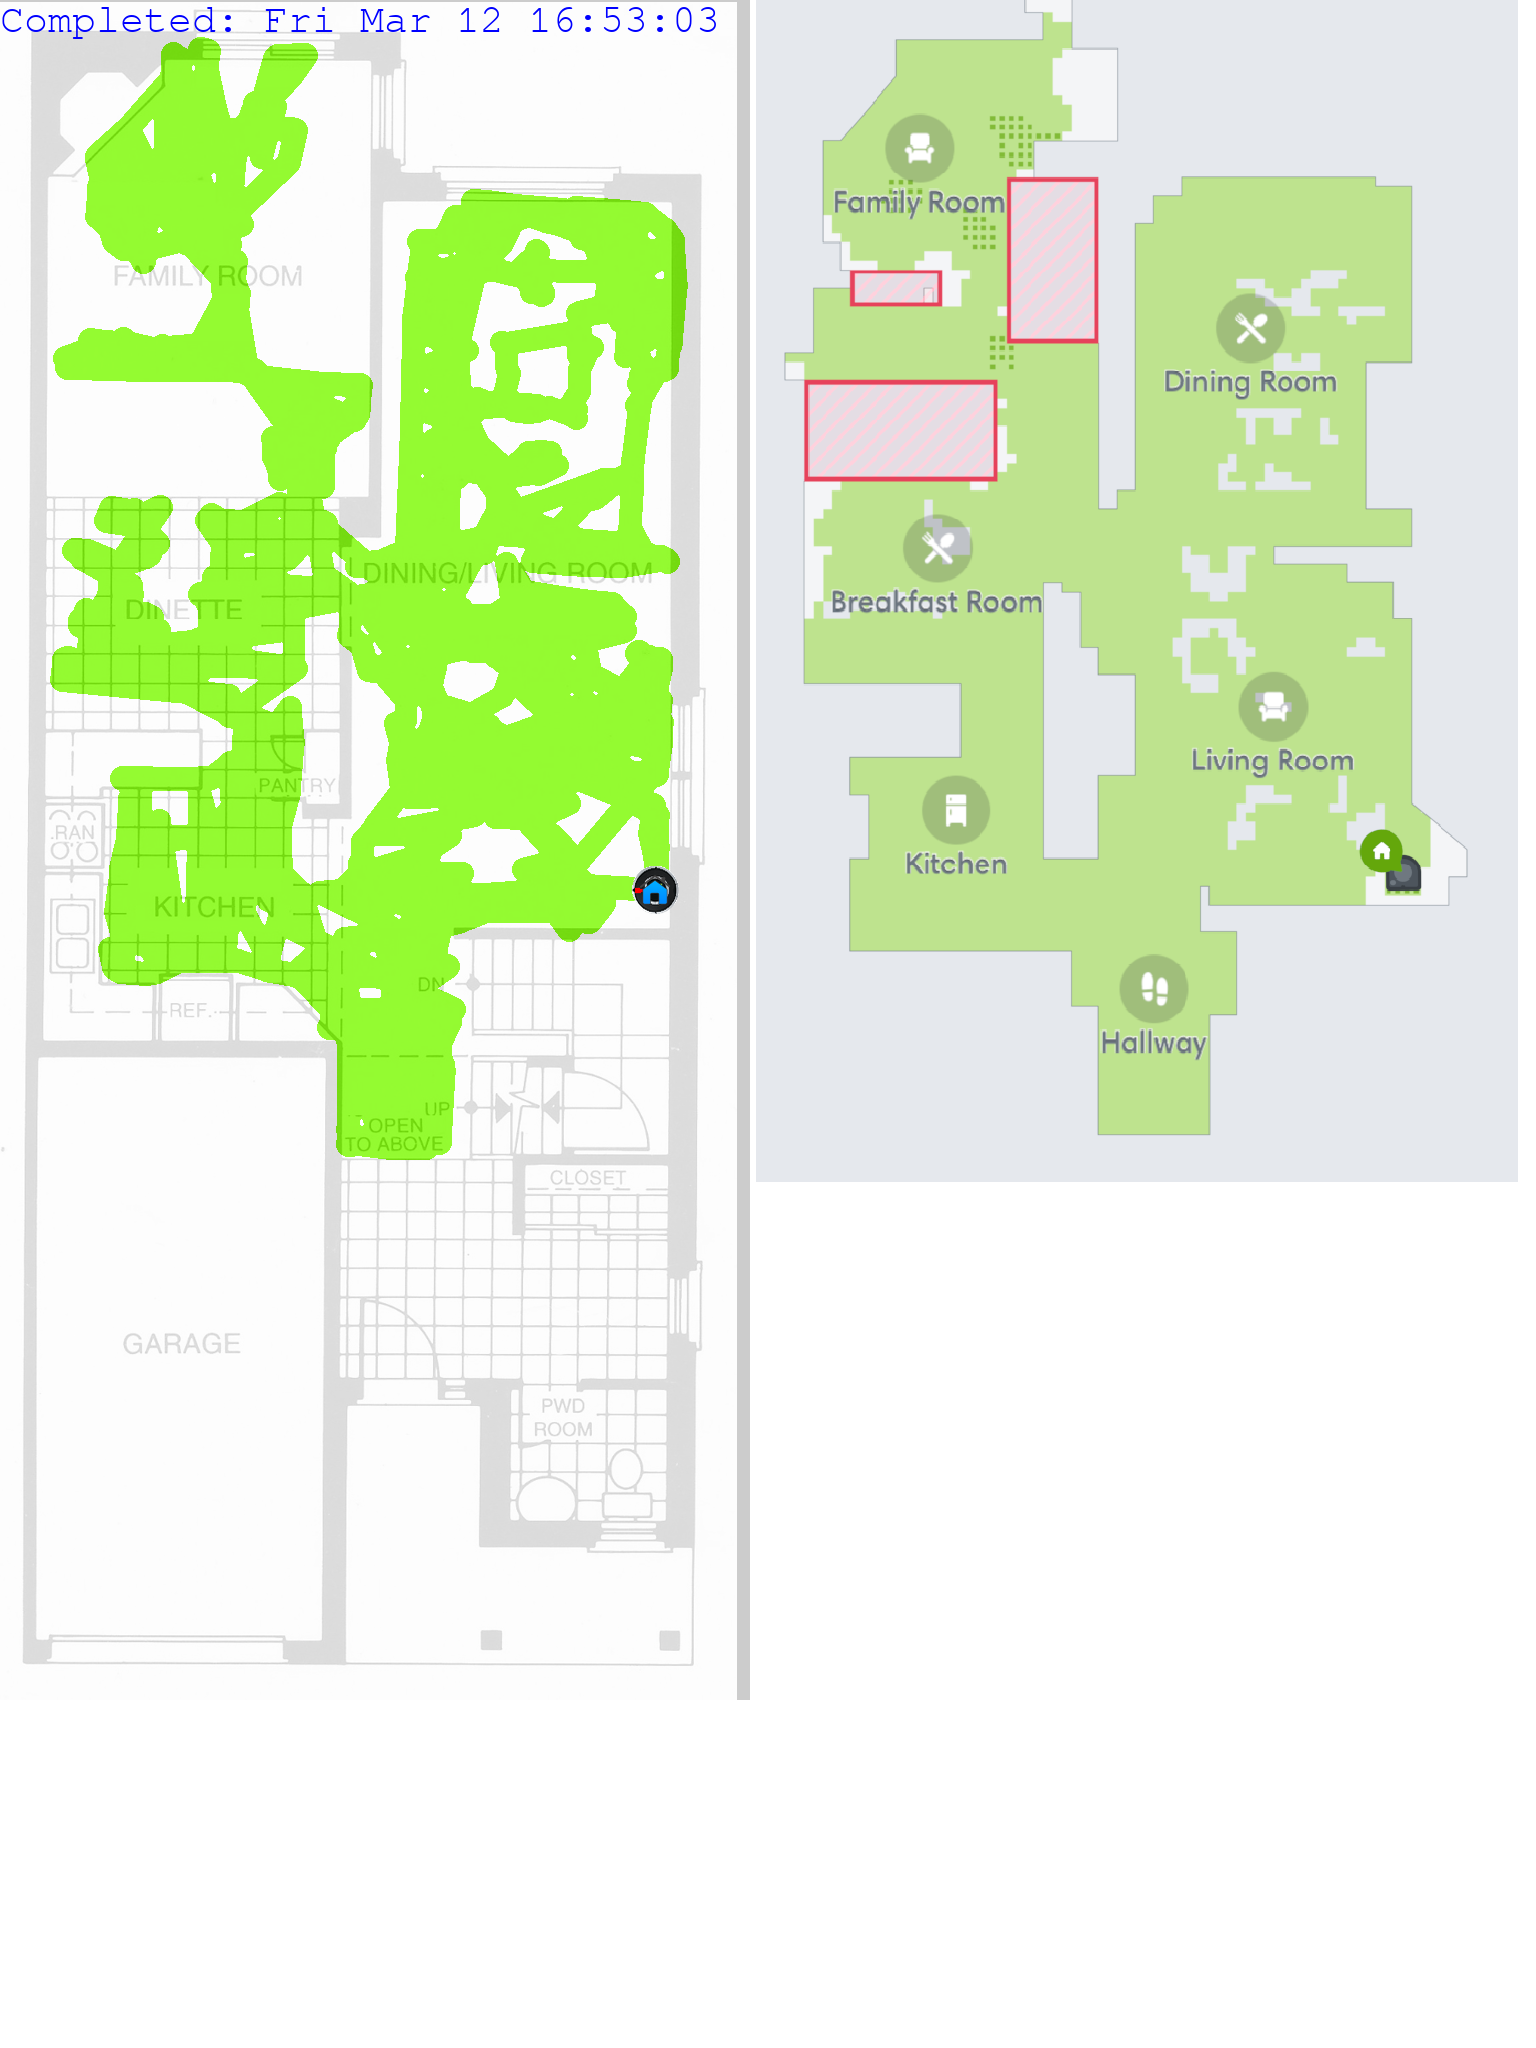 Completed: Fri Mar 12 16:53:03
FAMILY ROOM
DINING/LIVING ROOM
DINETTE
PANTRY
RAN
KITCHEN
DN
REF.
UP
OPEN
TO ABOVE
CLOSET
GARAGE
PWD
ROOM
Family Room
Dining Room
Breakfast Room
Living Room
Kitchen
Hallway